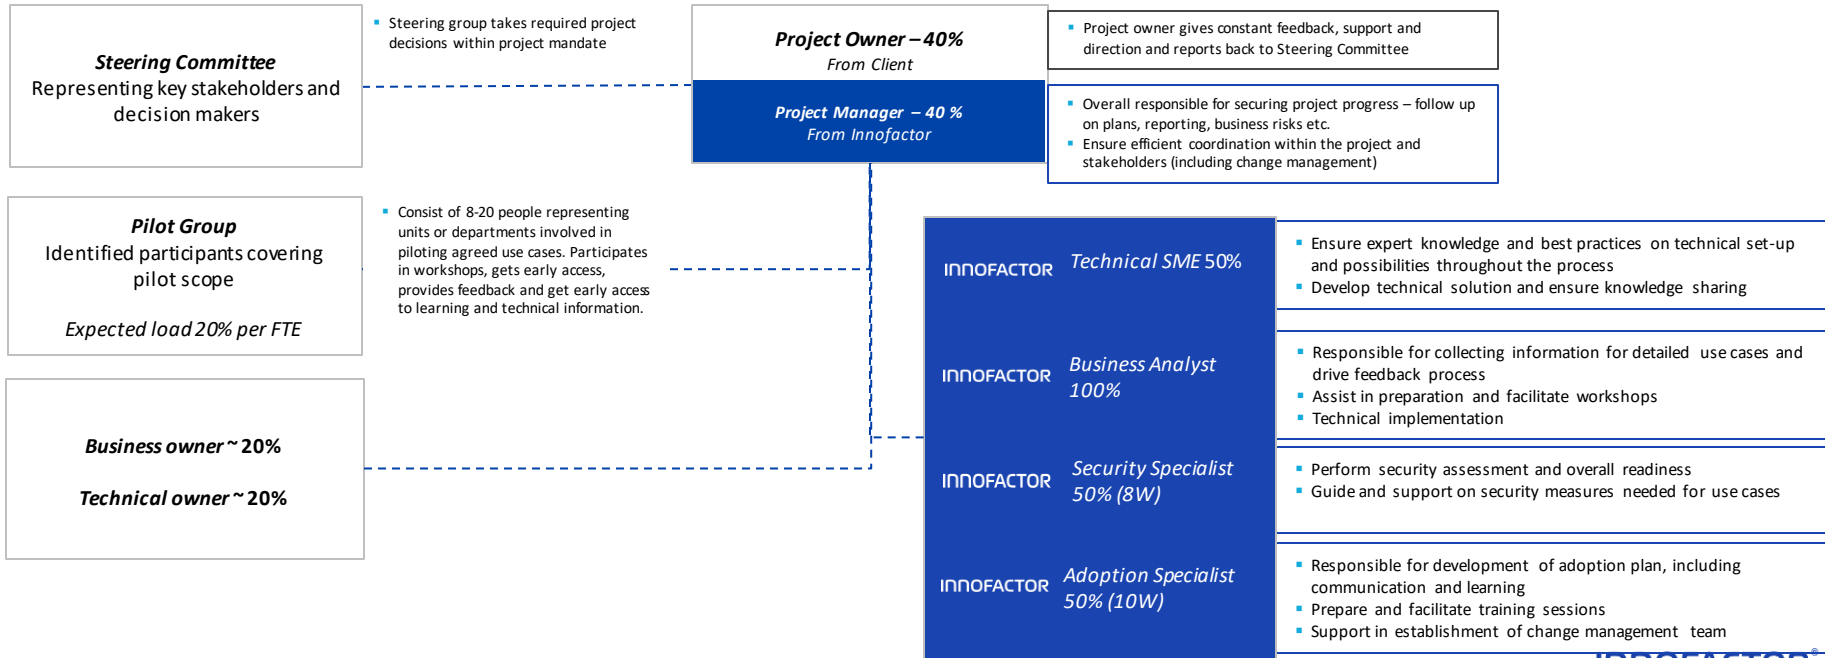 Steering Committee
Representing key stakeholders and
decision makers
▪ Steering group takes required project
decisions within project mandate
Project Owner – 40%
From Client
Project Manager – 40 %
From Innofactor
▪ Project owner gives constant feedback, support and
direction and reports back to Steering Committee
▪ Overall responsible for securing project progress – follow up
on plans, reporting, business risks etc.
▪ Ensure efficient coordination within the project and
stakeholders (including change management)
Pilot Group
Identified participants covering
pilot scope
Expected load 20% per FTE
▪ Consist of 8-20 people representing
units or departments involved in
piloting agreed use cases. Participates
in workshops, gets early access,
provides feedback and get early access
to learning and technical information.
Business owner ~ 20%
Technical owner ~ 20%
INNOFACTOR Technical SME 50%
▪ Ensure expert knowledge and best practices on technical set-up
and possibilities throughout the process
▪ Develop technical solution and ensure knowledge sharing
INNOFACTOR Business Analyst
100%
▪ Responsible for collecting information for detailed use cases and
drive feedback process
▪ Assist in preparation and facilitate workshops
▪ Technical implementation
INNOFACTOR Security Specialist
50% (8W)
▪ Perform security assessment and overall readiness
▪ Guide and support on security measures needed for use cases
INNOFACTOR Adoption Specialist
50% (10W)
▪ Responsible for development of adoption plan, including
communication and learning
▪ Prepare and facilitate training sessions
▪ Support in establishment of change management team
INNOFACTOR®